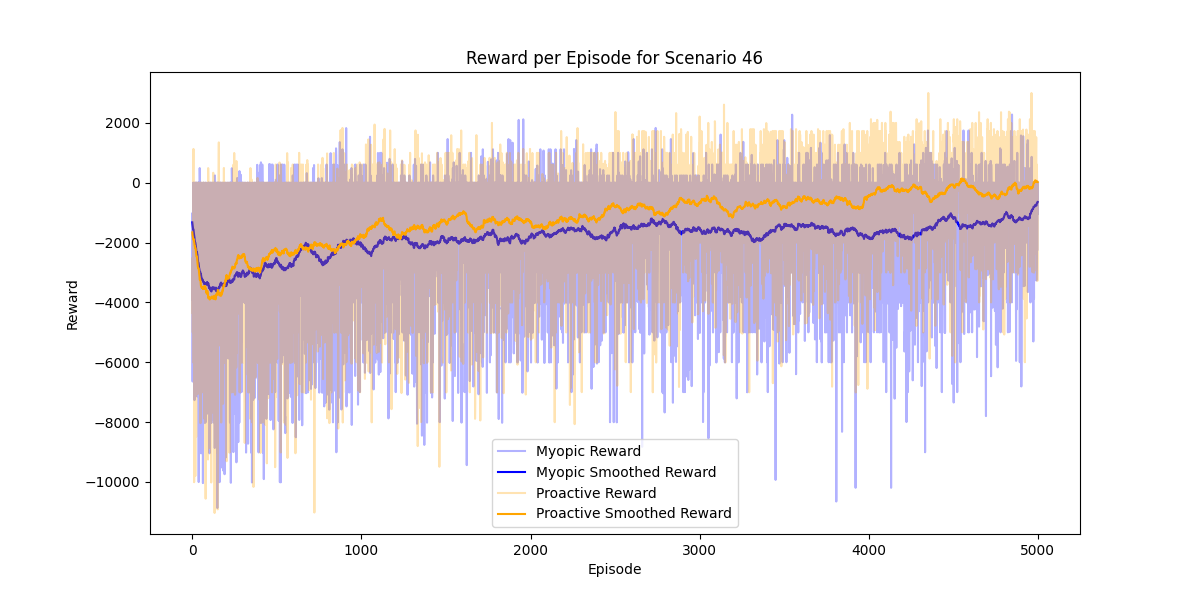 Reward per Episode for Scenario 46
2000
0
−2000
−4000
−6000
−8000
−10000
Reward
Myopic Reward
Myopic Smoothed Reward
Proactive Reward
Proactive Smoothed Reward
0 1000 2000 3000 4000 5000
Episode